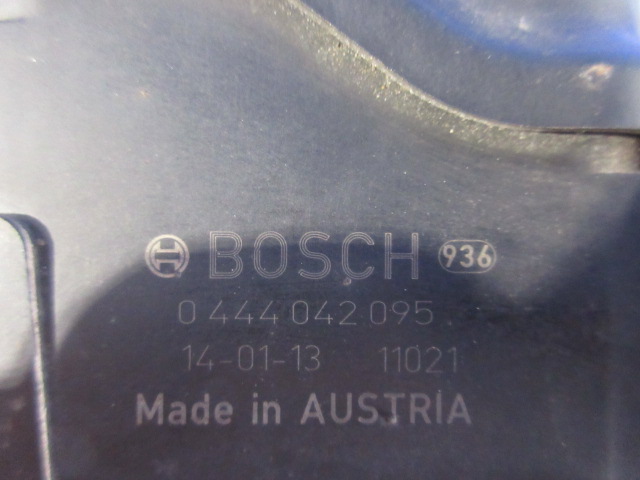 BOSCH 936
0 444 042 095
14-01-13 11021
Made in AUSTRIA